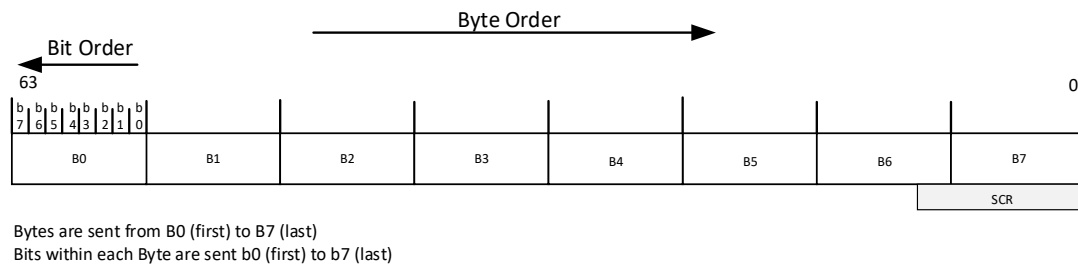 Byte Order
Bit Order
63 0
b7 b6 b5 b4 b3 b2 b1 b0
B0 B1 B2 B3 B4 B5 B6 B7
SCR
Bytes are sent from B0 (first) to B7 (last)
Bits within each Byte are sent b0 (first) to b7 (last)